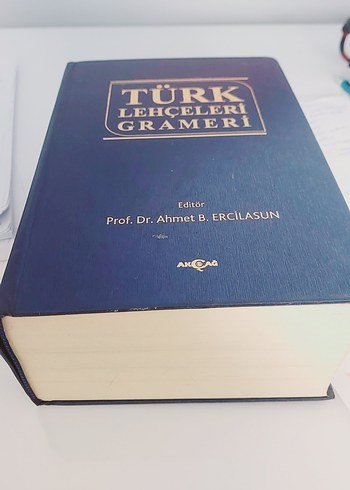 TÜRK
LEHÇELERİ
GRAMERİ
Editör
Prof. Dr. Ahmet B. ERCİLASUN
AKÇAĞ